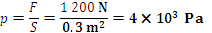 p = F/S = 1 200 N / 0.3 m² = 4 × 10³ Pa